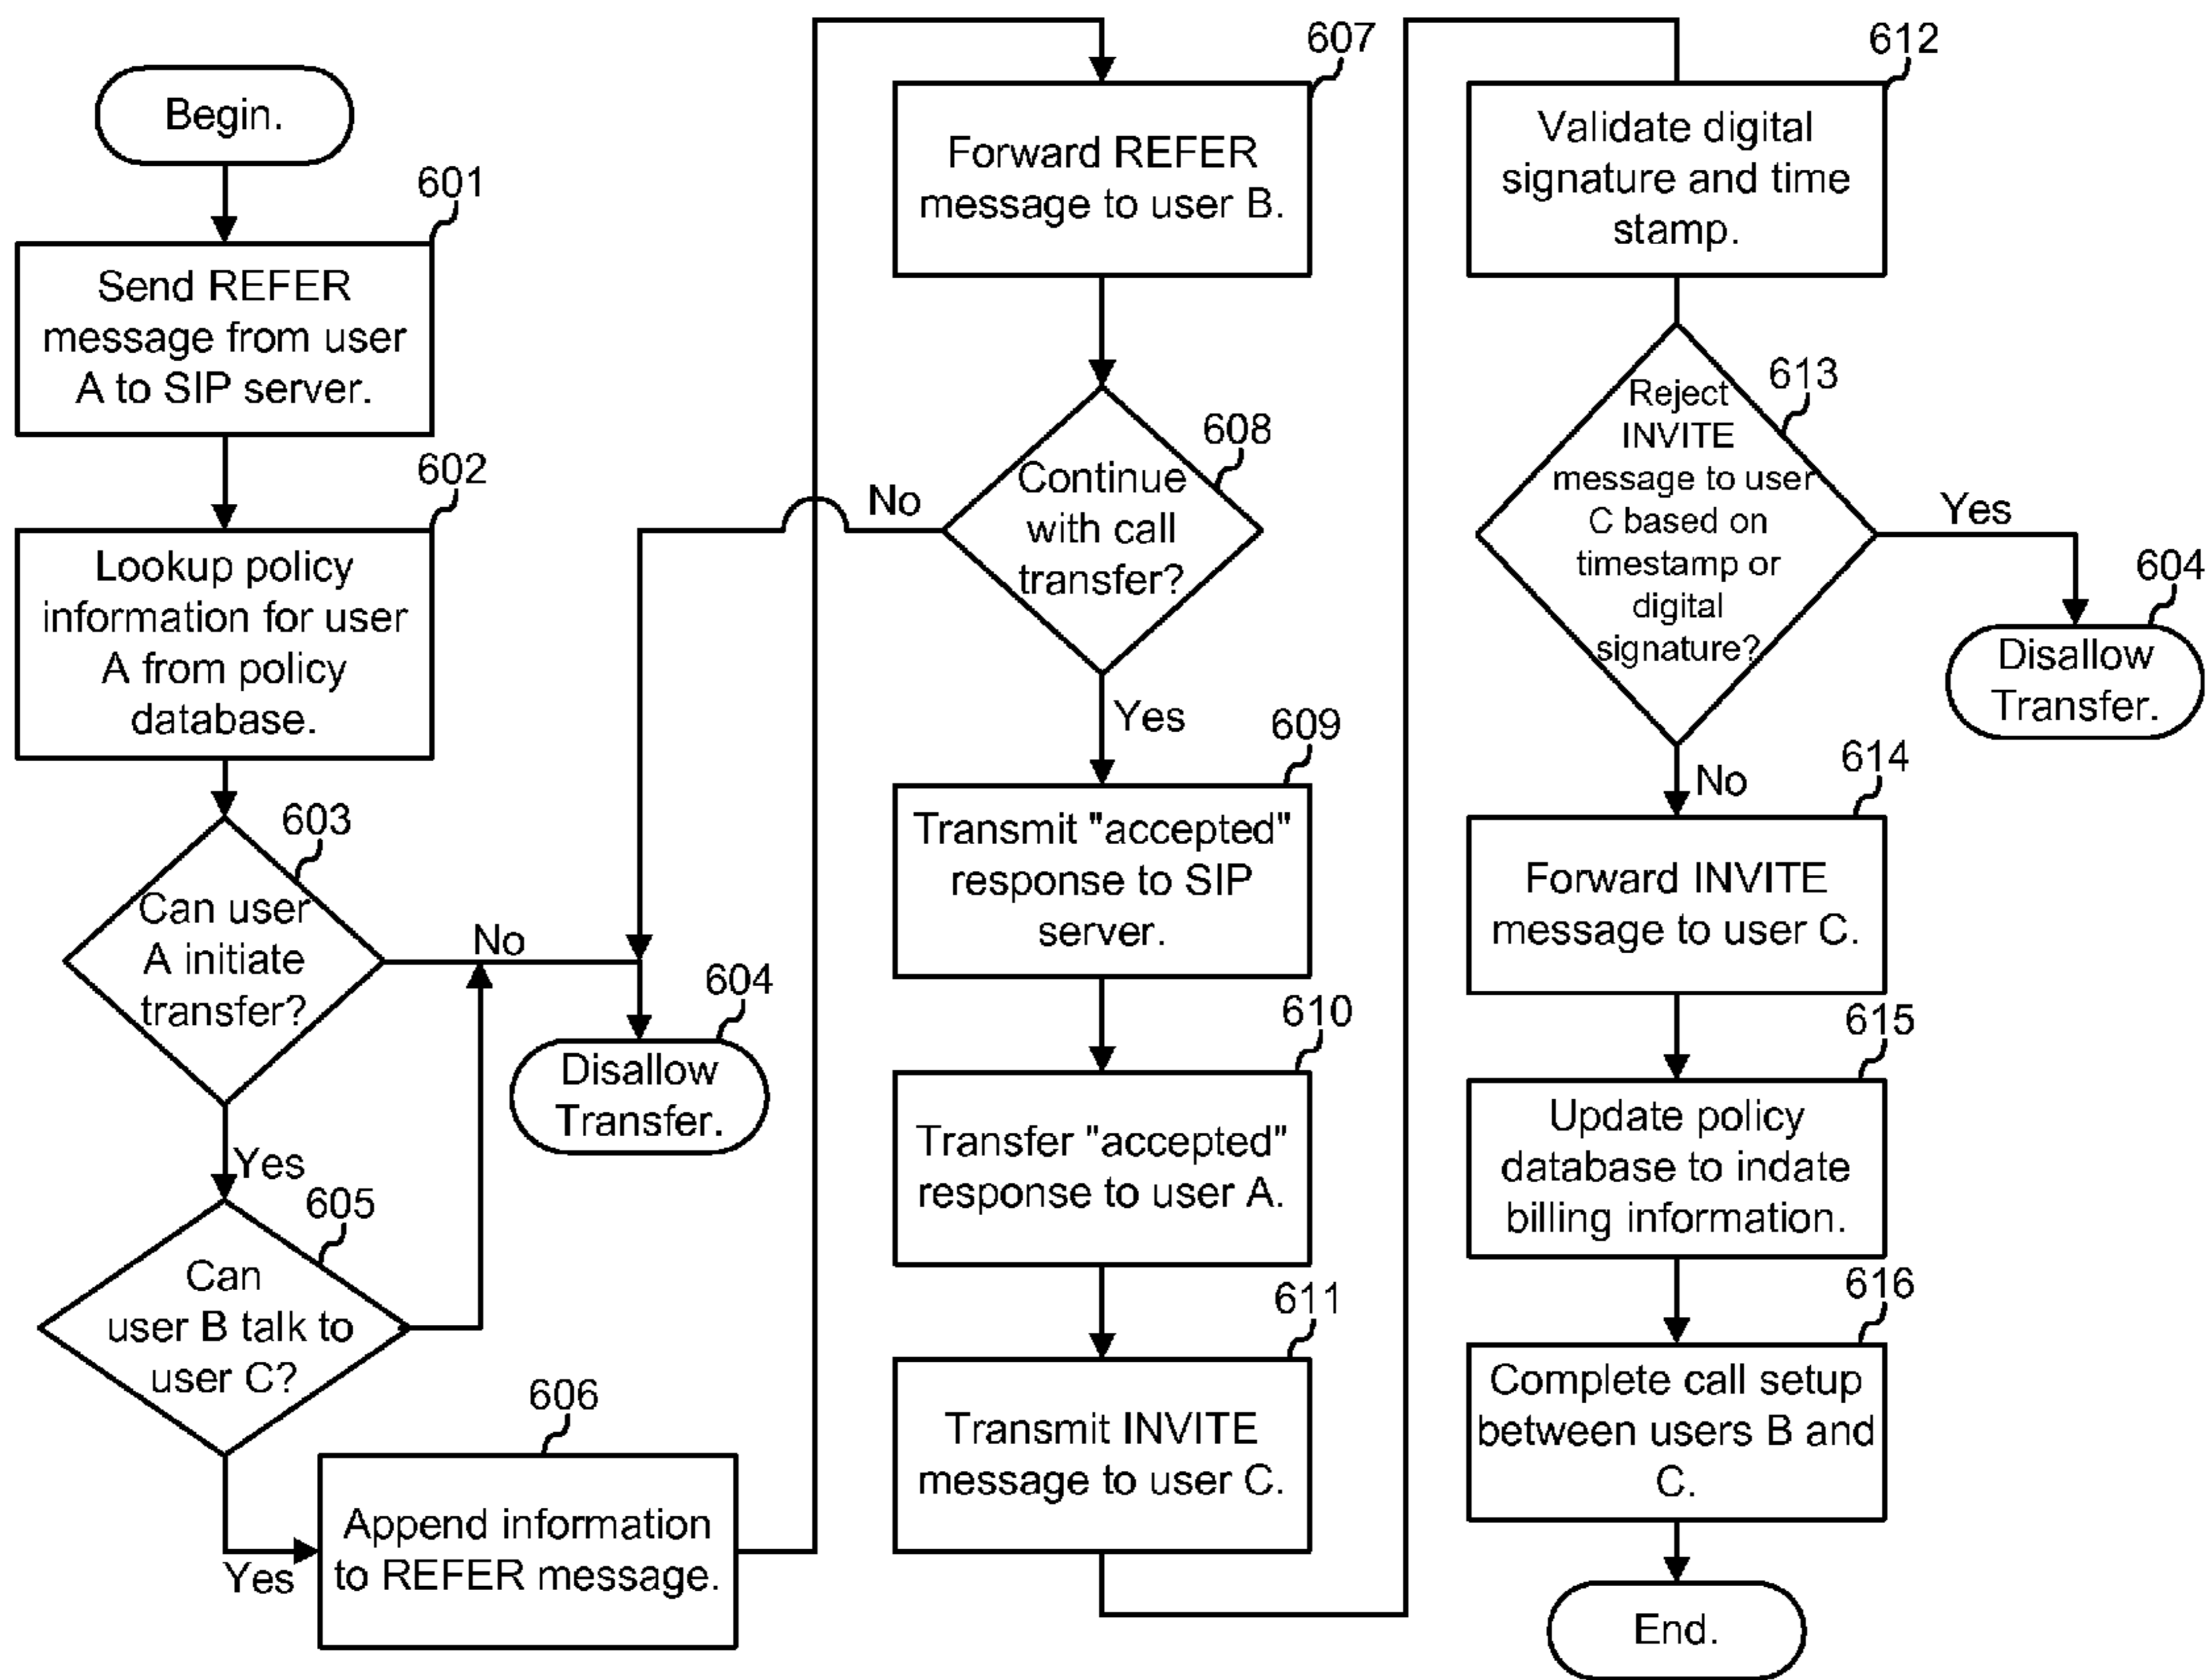 Begin.
601
Send REFER
message from user
A to SIP server.
602
Lookup policy
information for user
A from policy
database.
603
Can user
A initiate
transfer?
No
604
Disallow
Transfer.
Yes
605
Can
user B talk to
user C?
Yes
606
Append information
to REFER message.
607
Forward REFER
message to user B.
608
Continue
with call
transfer?
No
Yes
609
Transmit "accepted"
response to SIP
server.
610
Transfer "accepted"
response to user A.
611
Transmit INVITE
message to user C.
612
Validate digital
signature and time
stamp.
613
Reject
INVITE
message to user
C based on
timestamp or
digital
signature?
Yes
604
Disallow
Transfer.
No
614
Forward INVITE
message to user C.
615
Update policy
database to indate
billing information.
616
Complete call setup
between users B and
C.
End.